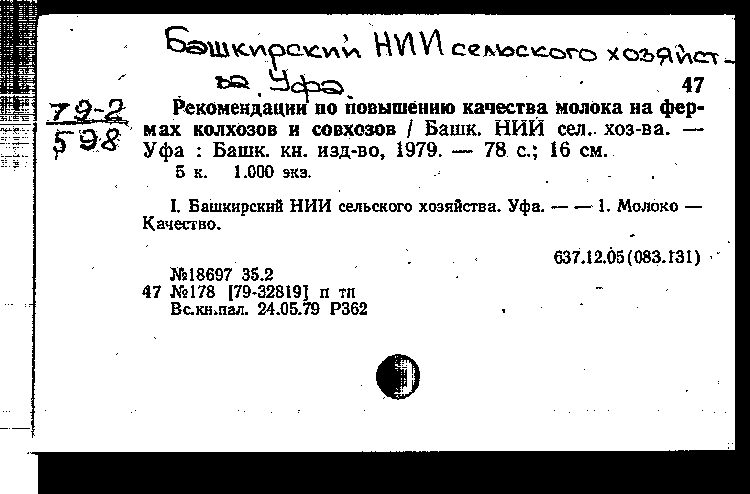 Башкирский НИИ сельского хозяйст-
ва. Уфа.
47
79-2
598
Рекомендации по повышению качества молока на фер-
мах колхозов и совхозов / Башк. НИИ сел. хоз-ва. —
Уфа : Башк. кн. изд-во, 1979. — 78 с.; 16 см.
5 к. 1.000 экз.
I. Башкирский НИИ сельского хозяйства. Уфа. — — 1. Молоко —
Качество.
637.12.05(083.131)
№18697 35.2
47 №178 [79-32819] п тп
Вс.кн.пал. 24.05.79 Р362